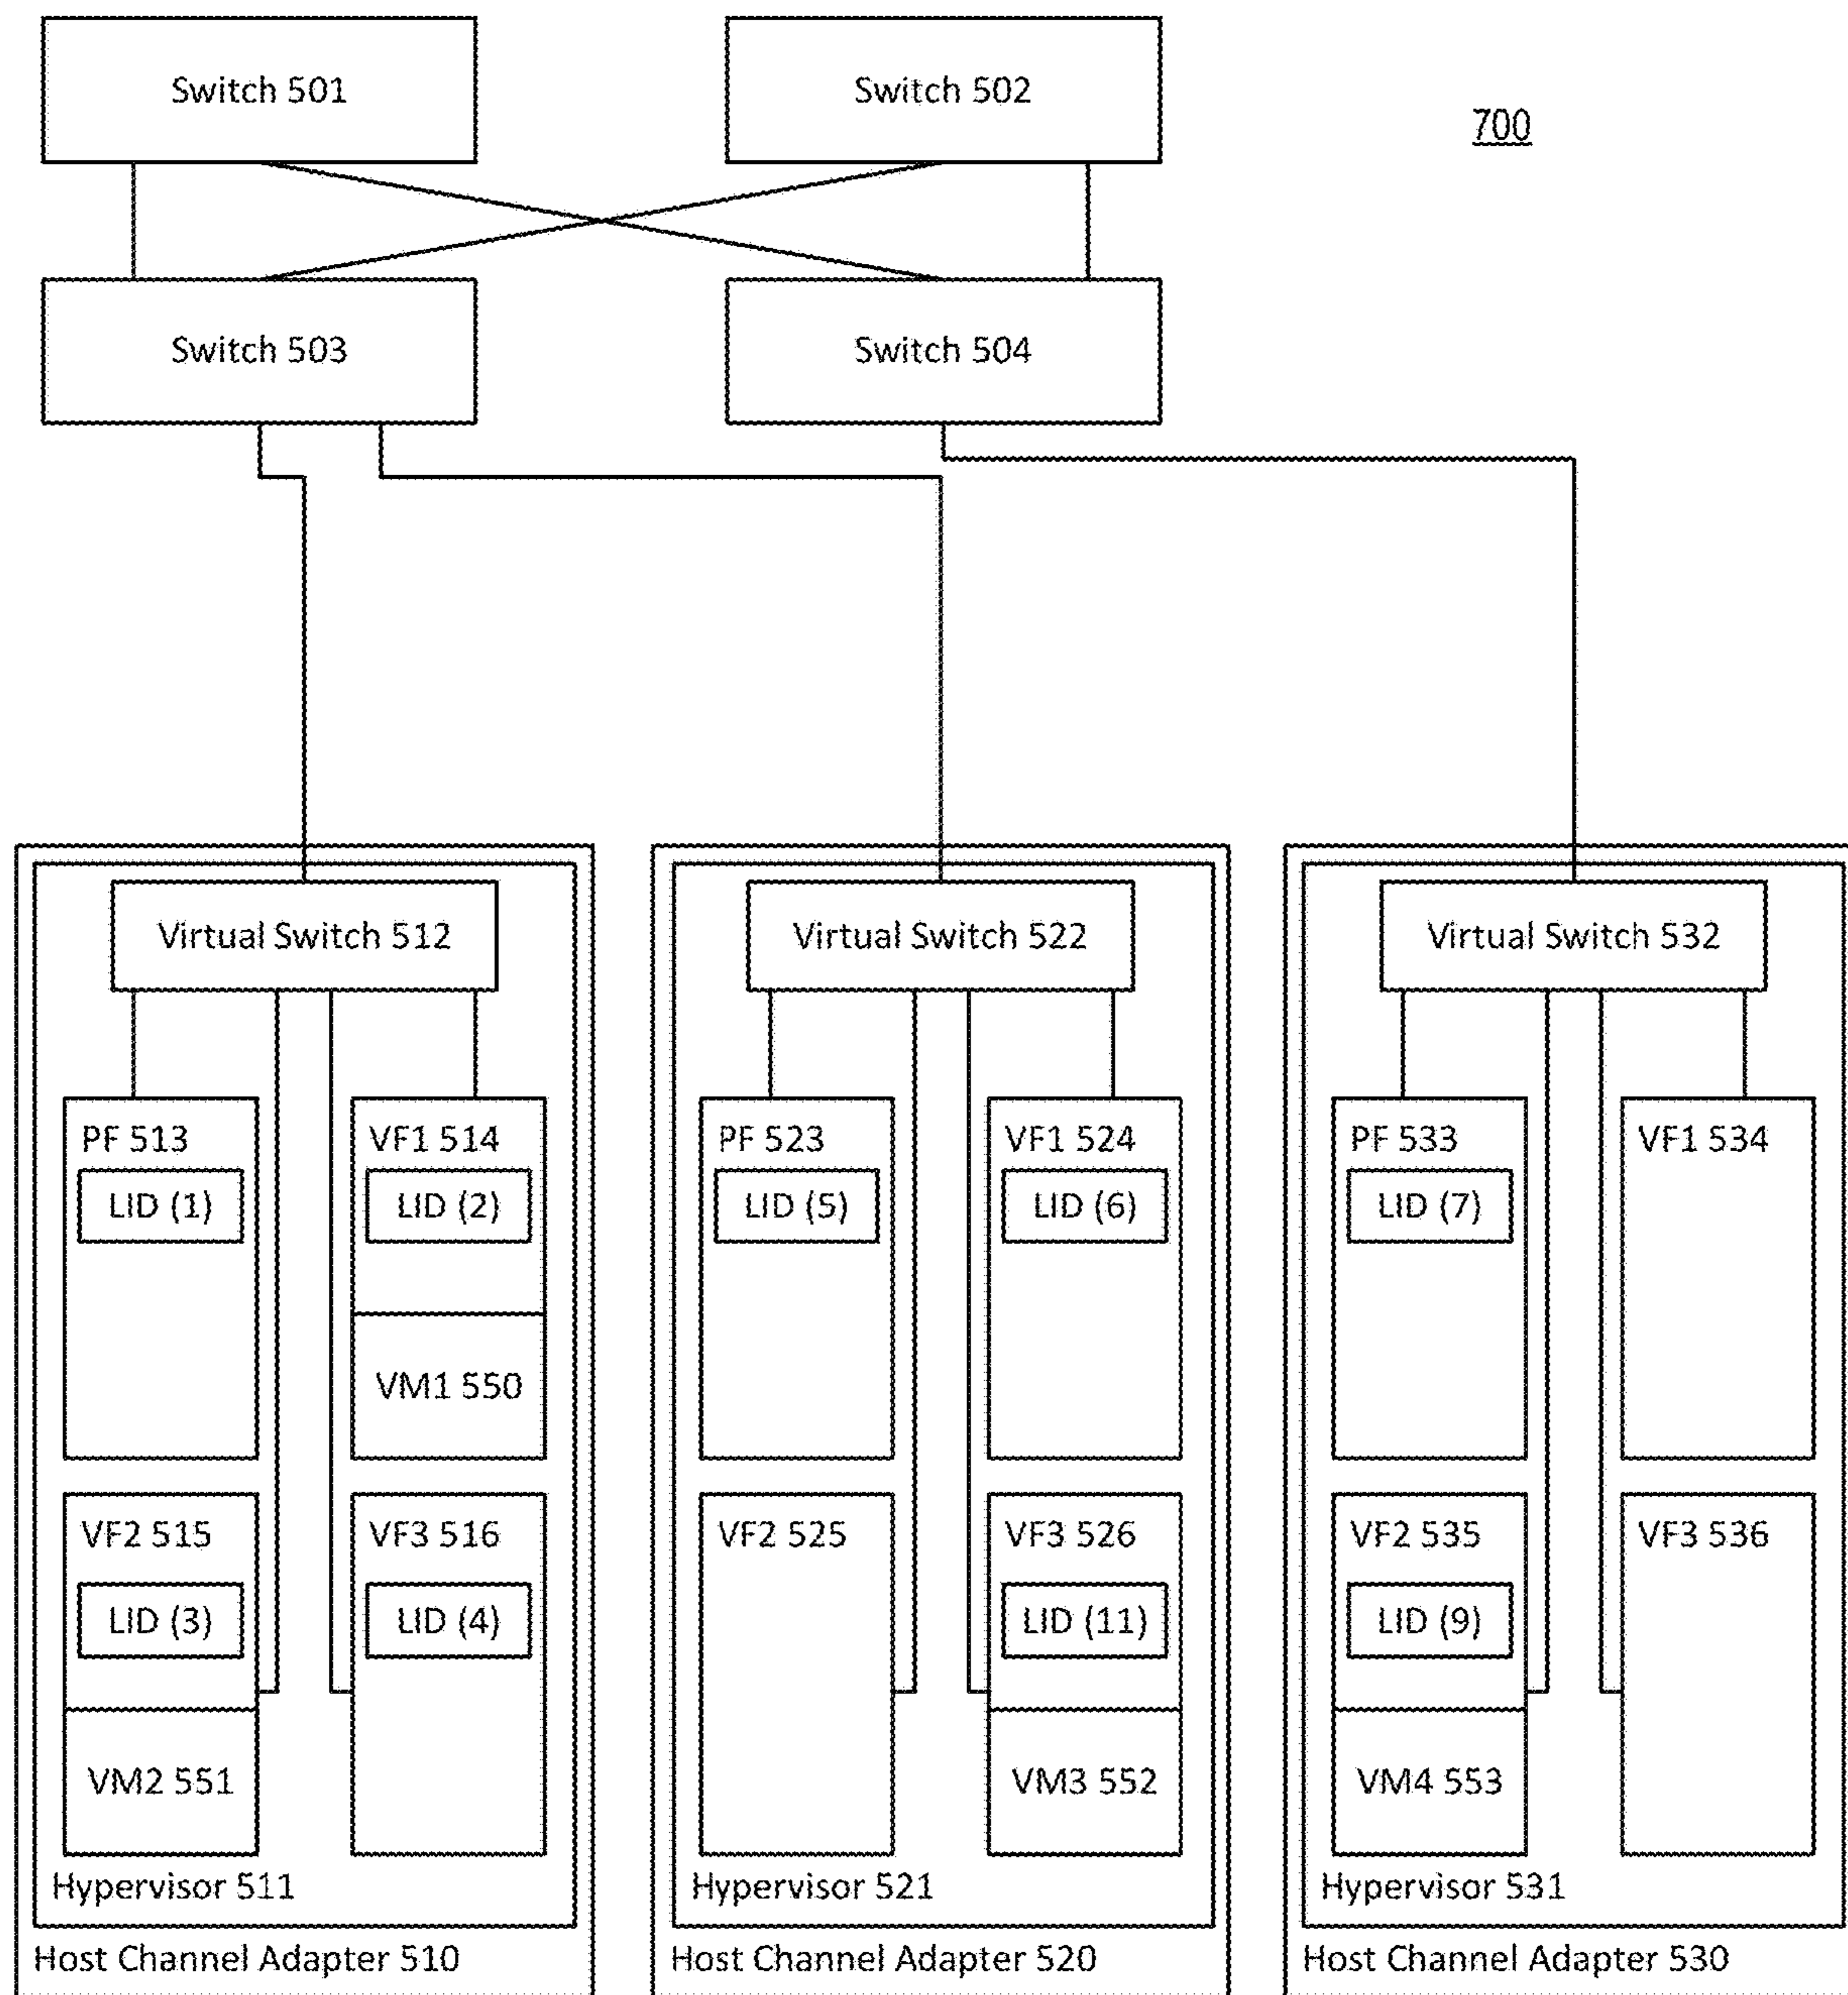 Switch 501
Switch 502
700
Switch 503
Switch 504
Virtual Switch 512
Virtual Switch 522
Virtual Switch 532
PF 513
LID (1)
VF1 514
LID (2)
VM1 550
VF2 515
LID (3)
VM2 551
VF3 516
LID (4)
Hypervisor 511
Host Channel Adapter 510
PF 523
LID (5)
VF1 524
LID (6)
VF2 525
VF3 526
LID (11)
VM3 552
Hypervisor 521
Host Channel Adapter 520
PF 533
LID (7)
VF1 534
VF2 535
LID (9)
VM4 553
VF3 536
Hypervisor 531
Host Channel Adapter 530